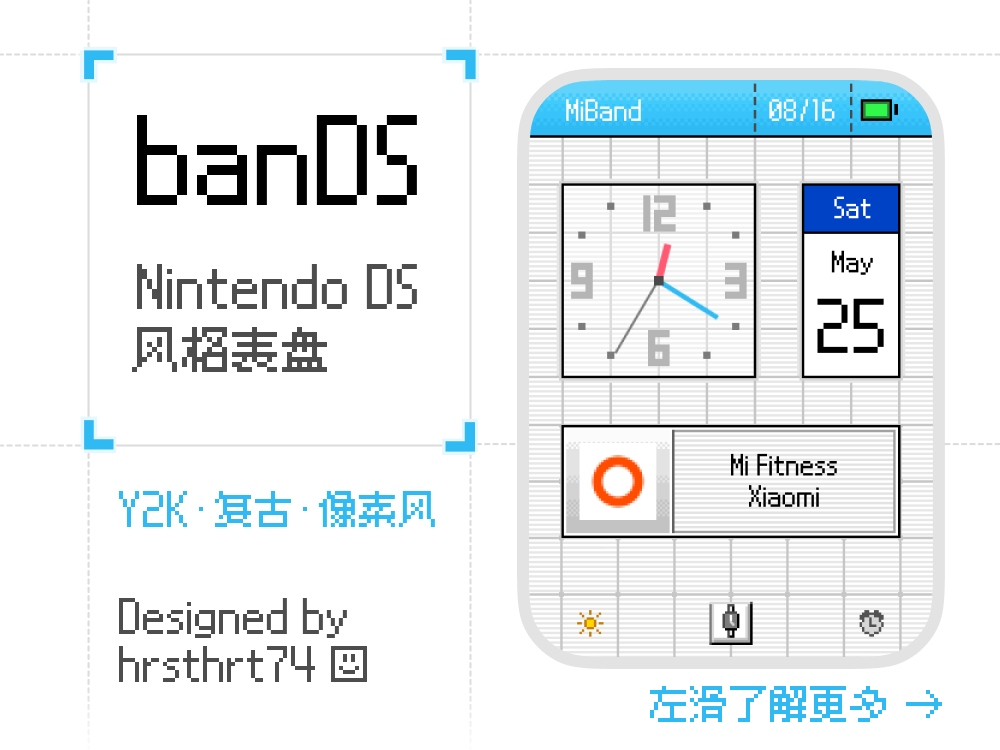 banDS
Nintendo DS
风格表盘
Y2K·复古·像素风
Designed by
hrsthrt74
MiBand 08/16
12
9 3
6
Sat
May
25
Mi Fitness
Xiaomi
左滑了解更多 →